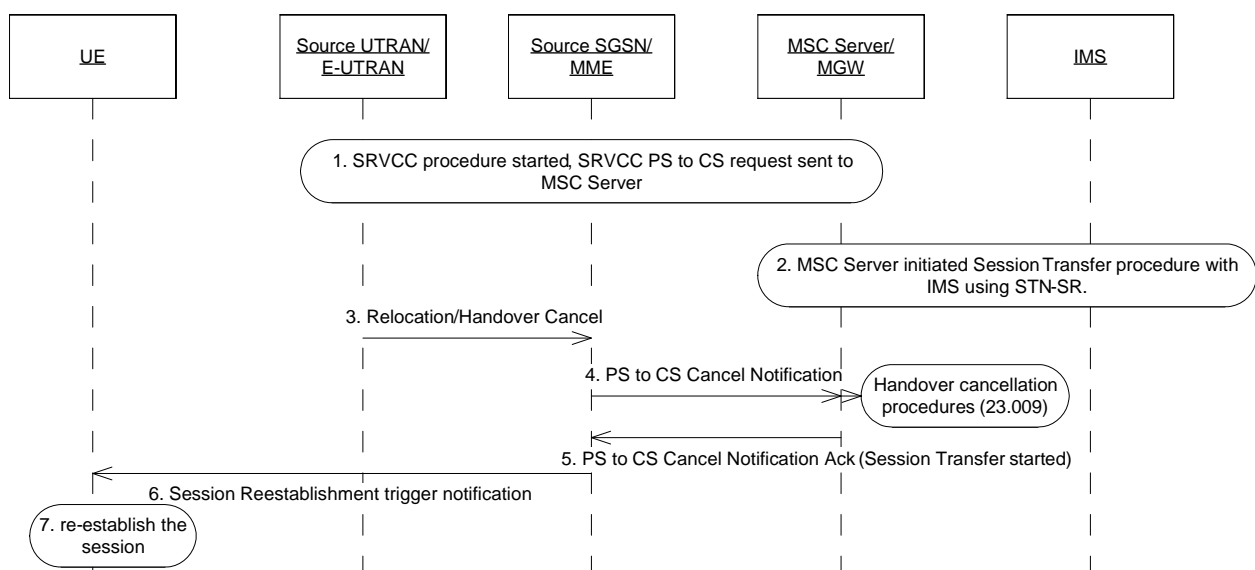 UE
Source UTRAN/
E-UTRAN
Source SGSN/
MME
MSC Server/
MGW
IMS
1. SRVCC procedure started, SRVCC PS to CS request sent to
MSC Server
2. MSC Server initiated Session Transfer procedure with
IMS using STN-SR.
3. Relocation/Handover Cancel
4. PS to CS Cancel Notification
Handover cancellation
procedures (23.009)
5. PS to CS Cancel Notification Ack (Session Transfer started)
6. Session Reestablishment trigger notification
7. re-establish the
session